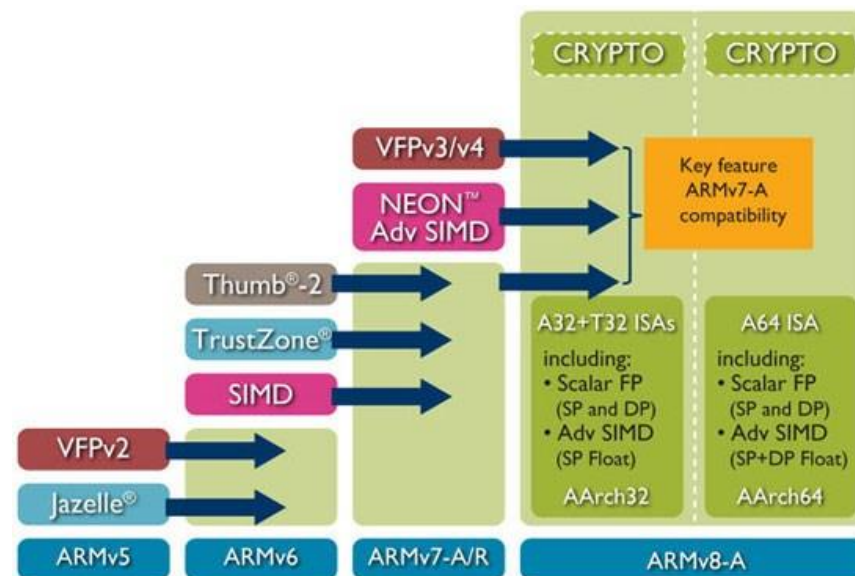 CRYPTO
CRYPTO
VFPv3/v4
Key feature
ARMv7-A
compatibility
NEON™
Adv SIMD
Thumb®-2
TrustZone®
SIMD
A32+T32 ISAs
including:
• Scalar FP
(SP and DP)
• Adv SIMD
(SP Float)
AArch32
A64 ISA
including:
• Scalar FP
(SP and DP)
• Adv SIMD
(SP+DP Float)
AArch64
VFPv2
Jazelle®
ARMv5
ARMv6
ARMv7-A/R
ARMv8-A